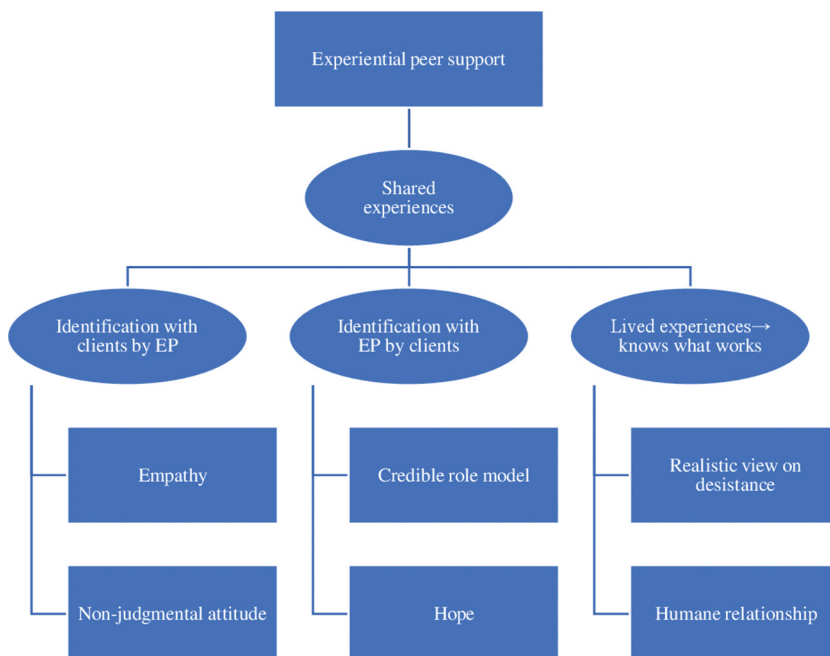 Experiential peer support
Shared
experiences
Identification with
clients by EP
Identification with
EP by clients
Lived experiences→
knows what works
Empathy
Credible role model
Realistic view on
desistance
Non-judgmental attitude
Hope
Humane relationship